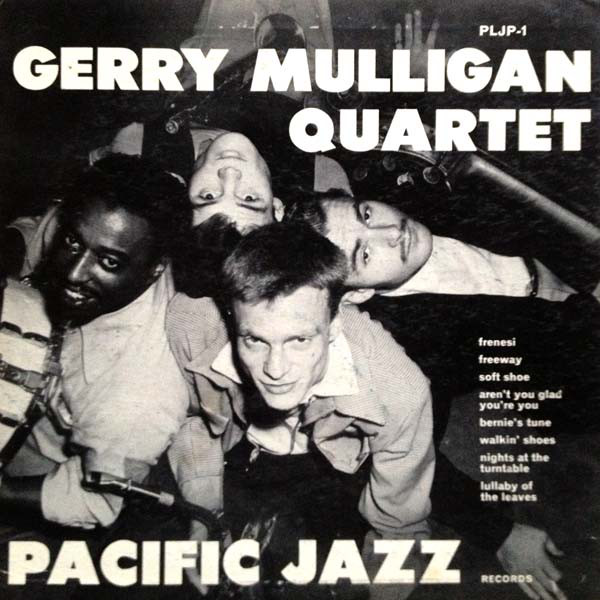 PLJP-1
GERRY MULLIGAN
QUARTET
frenesi
freeway
soft shoe
aren't you glad
you're you
bernie's tune
walkin' shoes
nights at the
turntable
lullaby of
the leaves
PACIFIC JAZZ
RECORDS